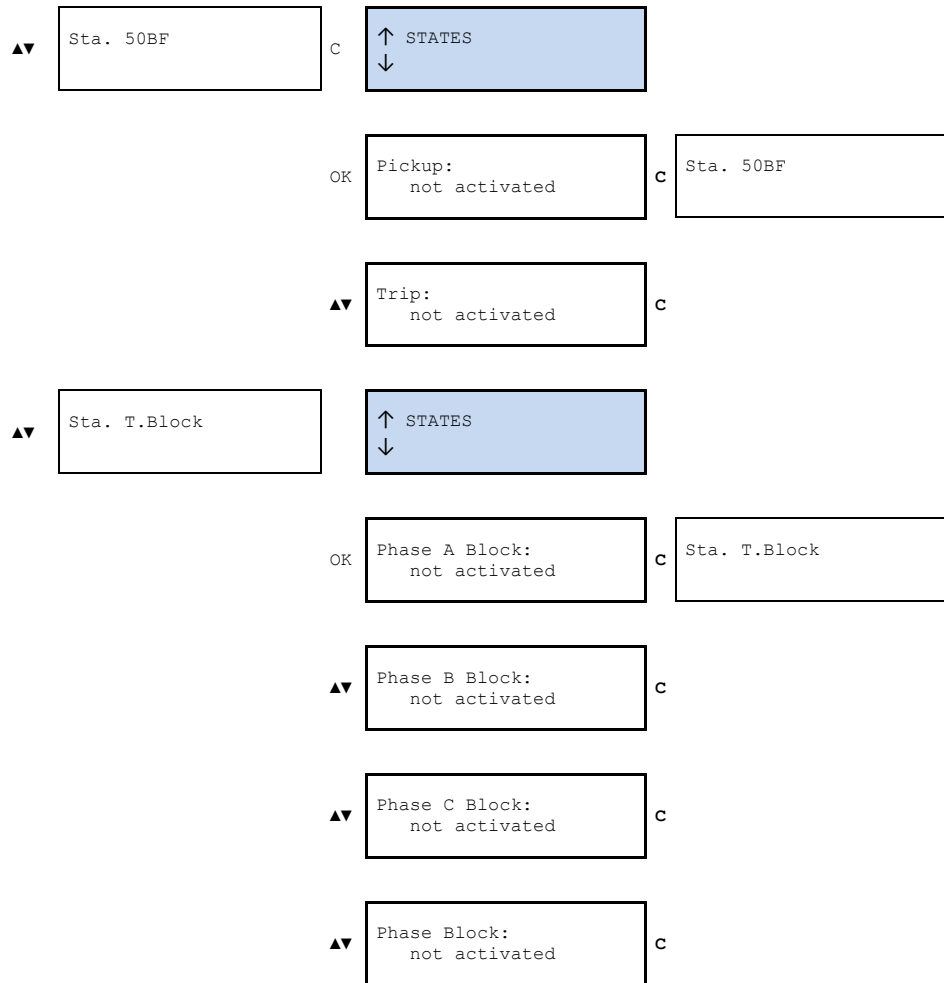 ▲▼ Sta. 50BF C ↑ STATES
↓
OK Pickup: C Sta. 50BF
not activated
▲▼ Trip: C
not activated
▲▼ Sta. T.Block ↑ STATES
↓
OK Phase A Block: C Sta. T.Block
not activated
▲▼ Phase B Block: C
not activated
▲▼ Phase C Block: C
not activated
▲▼ Phase Block: C
not activated